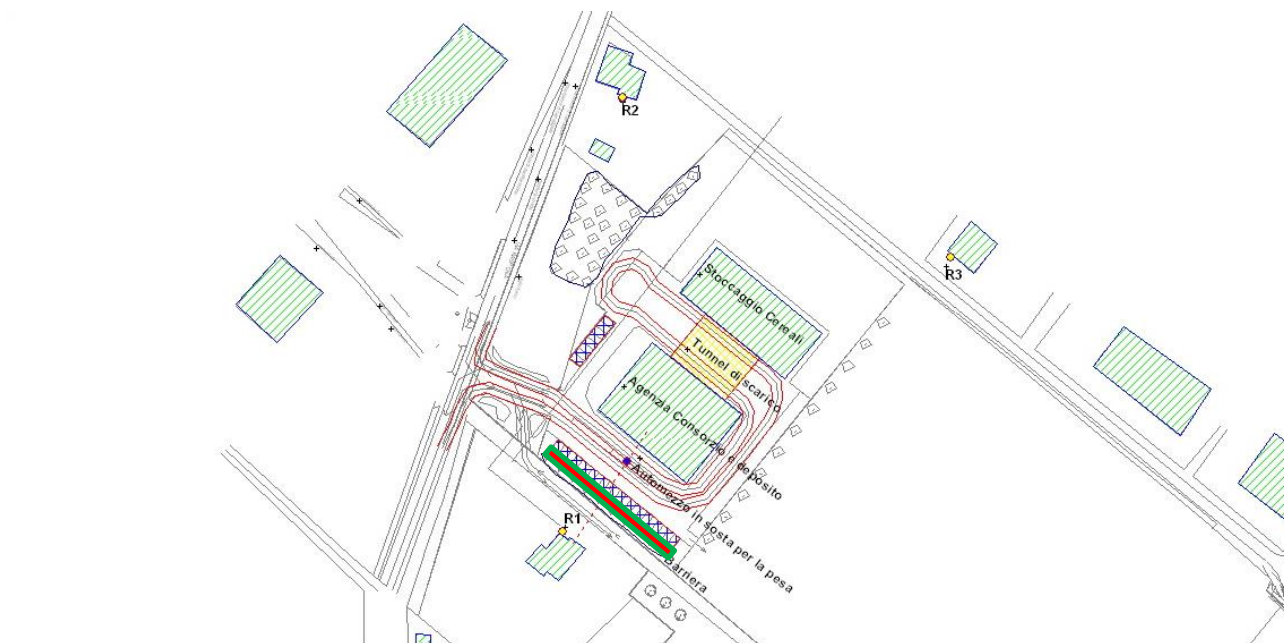 R2
R3
Stoccaggio Cereali
Tunnel di scarico
Agenzia Consorzio e deposito
Automezzo in sosta per la pesa
R1
Barriera